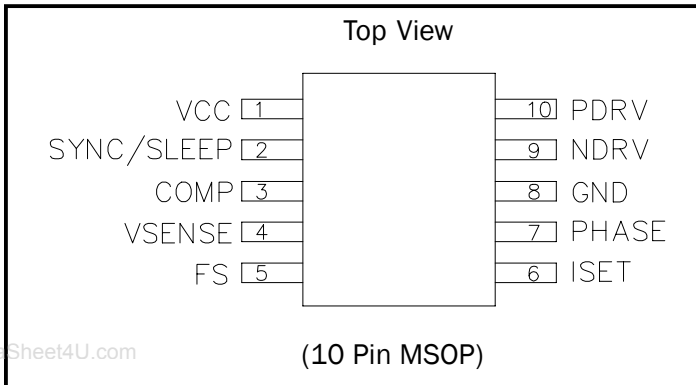 Top View
VCC 1 10 PDRV
SYNC/SLEEP 2 9 NDRV
COMP 3 8 GND
VSENSE 4 7 PHASE
FS 5 6 ISET
Sheet4U.com
(10 Pin MSOP)